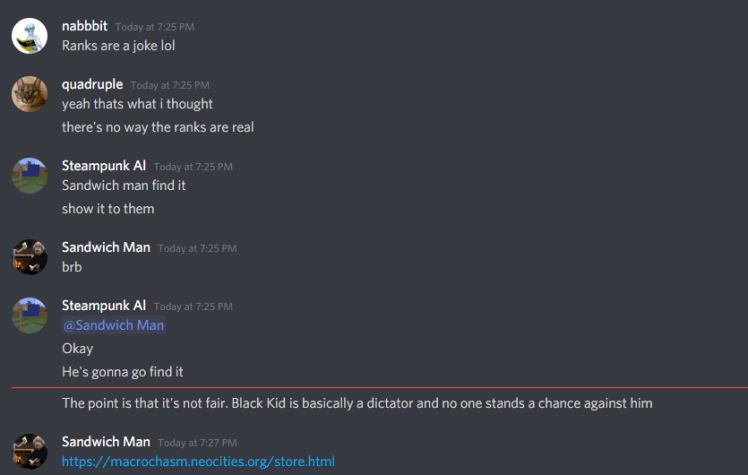 nabbbit Today at 7:25 PM
Ranks are a joke lol
quadruple Today at 7:25 PM
yeah thats what i thought
there's no way the ranks are real
Steampunk Al Today at 7:25 PM
Sandwich man find it
show it to them
Sandwich Man Today at 7:25 PM
brb
Steampunk Al Today at 7:25 PM
@Sandwich Man
Okay
He's gonna go find it
The point is that it's not fair. Black Kid is basically a dictator and no one stands a chance against him
Sandwich Man Today at 7:27 PM
https://macrochasm.neocities.org/store.html